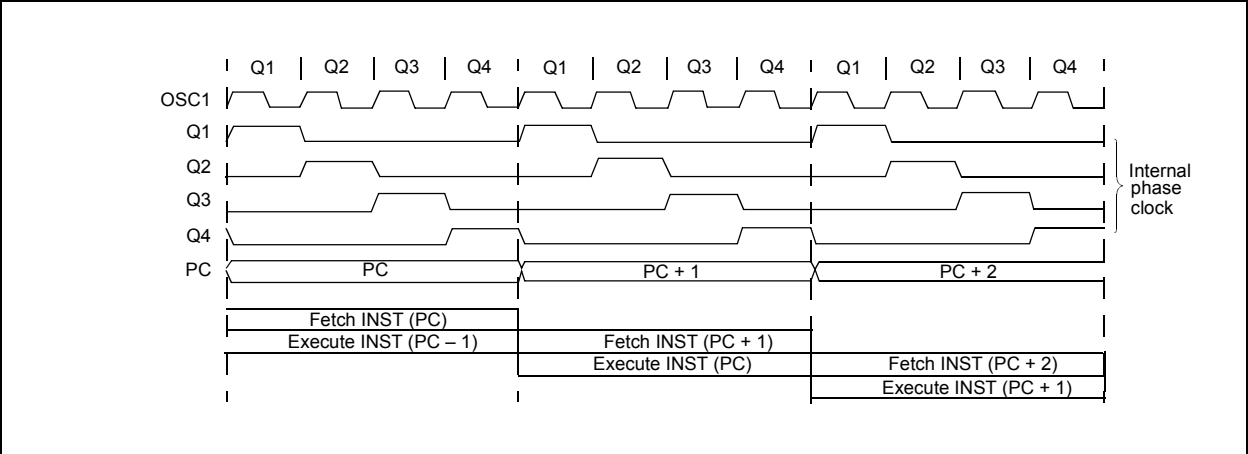 Q1 Q2 Q3 Q4 Q1 Q2 Q3 Q4 Q1 Q2 Q3 Q4
OSC1
Q1
Q2
Q3
Q4
Internal
phase
clock
PC PC PC + 1 PC + 2
Fetch INST (PC)
Execute INST (PC – 1) Fetch INST (PC + 1)
Execute INST (PC) Fetch INST (PC + 2)
Execute INST (PC + 1)